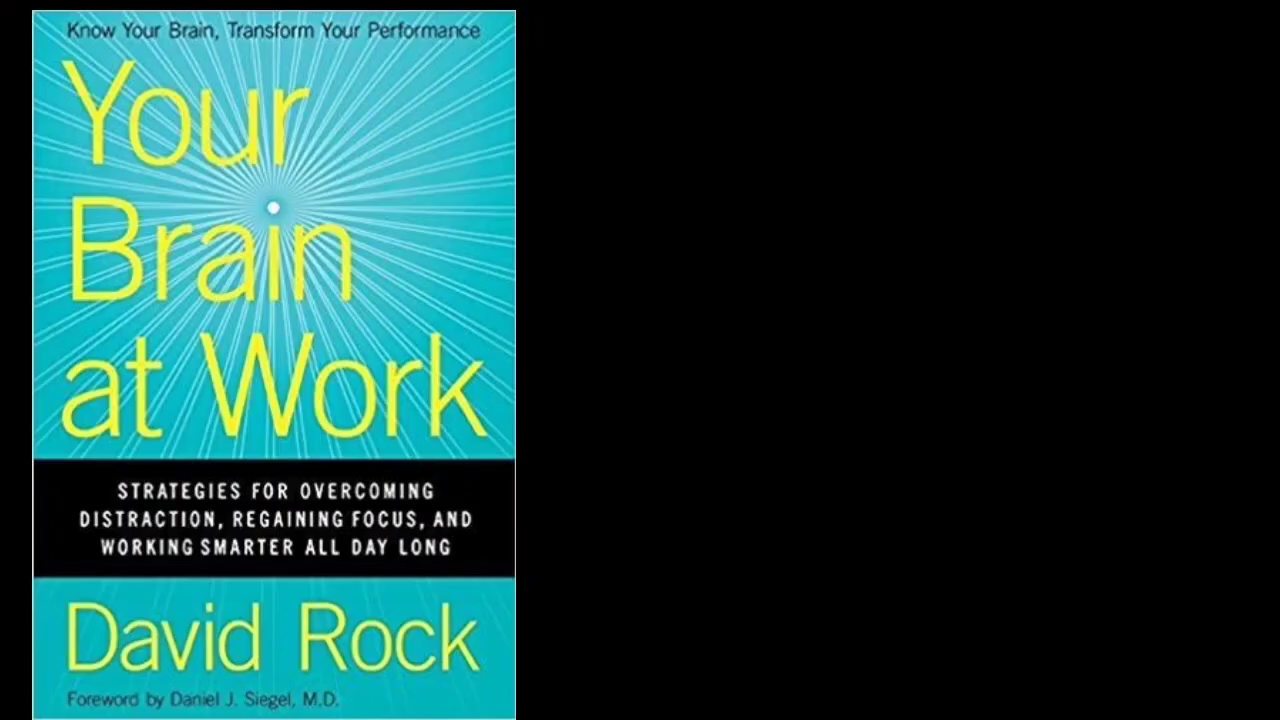 Know Your Brain, Transform Your Performance
Your
Brain
at Work
STRATEGIES FOR OVERCOMING
DISTRACTION, REGAINING FOCUS, AND
WORKING SMARTER ALL DAY LONG
David Rock
Foreword by Daniel J. Siegel, M.D.